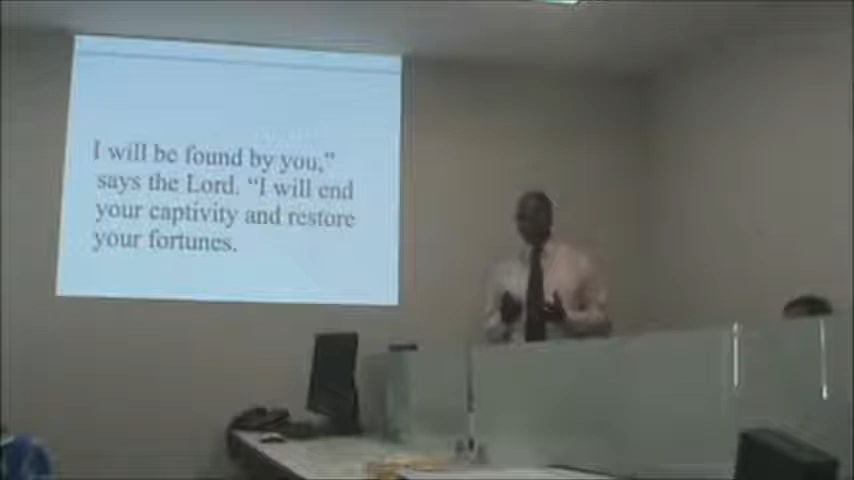 I will be found by you,”
says the Lord. “I will end
your captivity and restore
your fortunes.